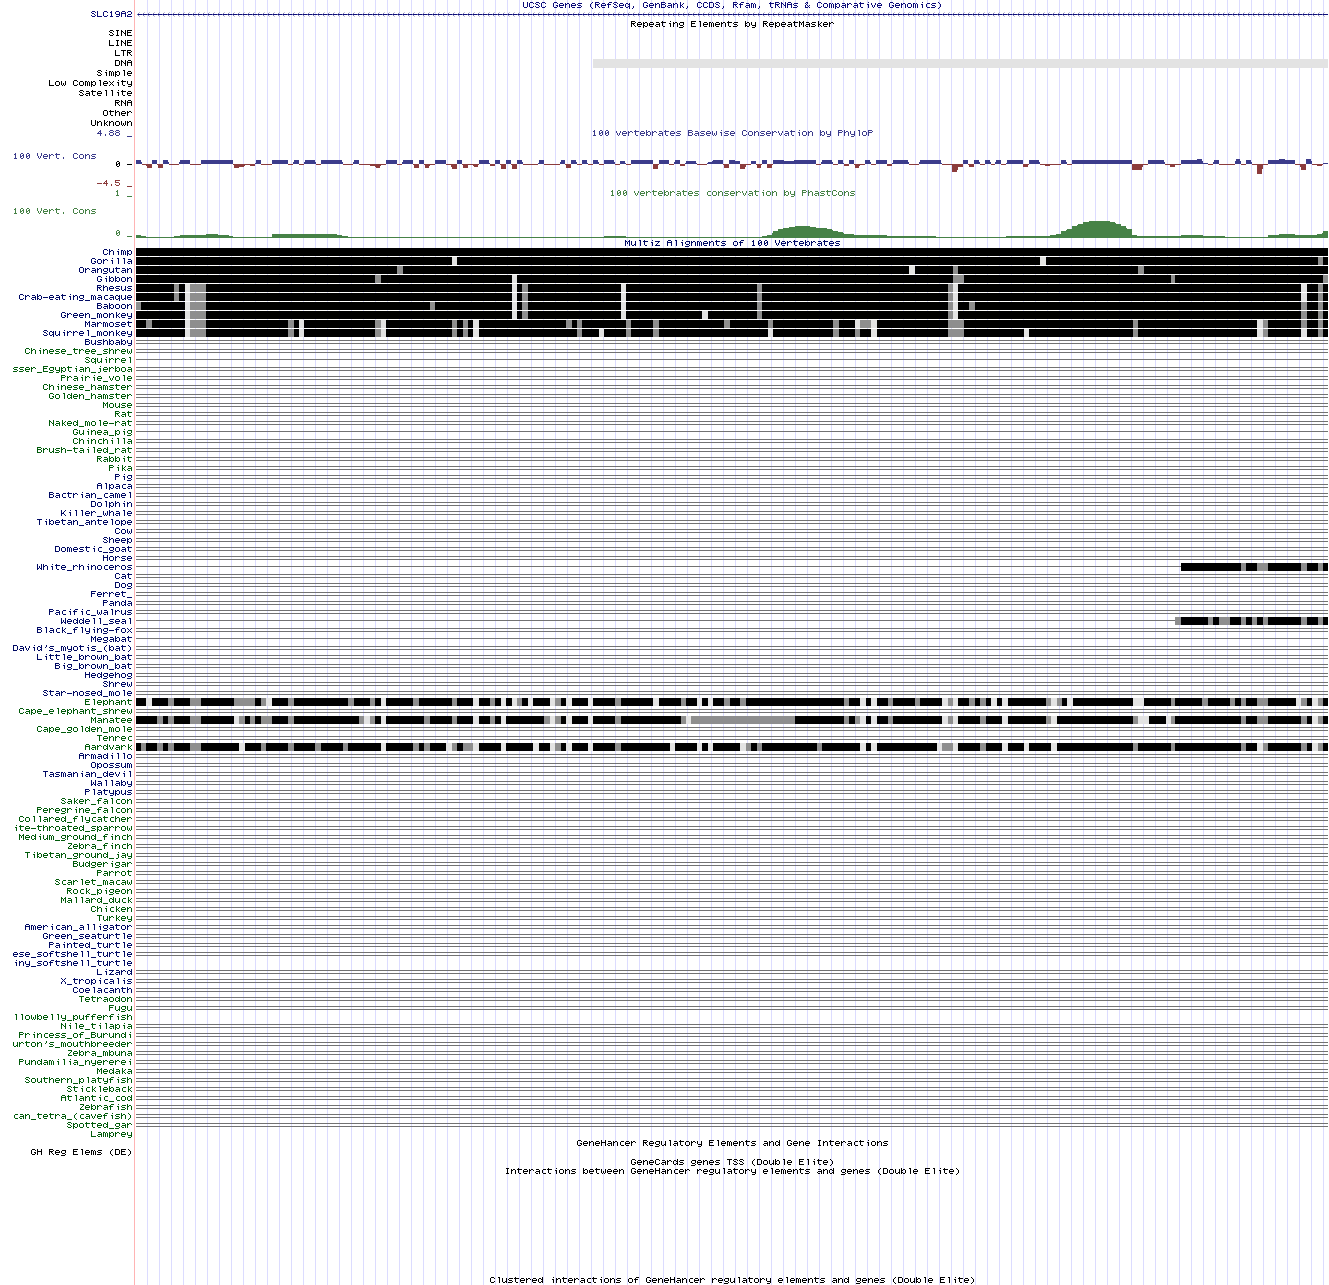 UCSC Genes (RefSeq, GenBank, CCDS, Rfam, tRNAs & Comparative Genomics)
SLC19A2
Repeating Elements by RepeatMasker
SINE
LINE
LTR
DNA
Simple
Low Complexity
Satellite
RNA
Other
Unknown
4.88 _
100 vertebrates Basewise Conservation by PhyloP
100 Vert. Cons
0 _
-4.5 _
1 _
100 vertebrates conservation by PhastCons
100 Vert. Cons
0 _
Multiz Alignments of 100 Vertebrates
Chimp
Gorilla
Orangutan
Gibbon
Rhesus
Crab-eating_macaque
Baboon
Green_monkey
Marmoset
Squirrel_monkey
Bushbaby
Chinese_tree_shrew
Squirrel
sser_Egyptian_jerboa
Prairie_vole
Chinese_hamster
Golden_hamster
Mouse
Rat
Naked_mole-rat
Guinea_pig
Chinchilla
Brush-tailed_rat
Rabbit
Pika
Pig
Alpaca
Bactrian_camel
Dolphin
Killer_whale
Tibetan_antelope
Cow
Sheep
Domestic_goat
Horse
White_rhinoceros
Cat
Dog
Ferret_
Panda
Pacific_walrus
Weddell_seal
Black_flying-fox
Megabat
David's_myotis_(bat)
Little_brown_bat
Big_brown_bat
Hedgehog
Shrew
Star-nosed_mole
Elephant
Cape_elephant_shrew
Manatee
Cape_golden_mole
Tenrec
Aardvark
Armadillo
Opossum
Tasmanian_devil
Wallaby
Platypus
Saker_falcon
Peregrine_falcon
Collared_flycatcher
ite-throated_sparrow
Medium_ground_finch
Zebra_finch
Tibetan_ground_jay
Budgerigar
Parrot
Scarlet_macaw
Rock_pigeon
Mallard_duck
Chicken
Turkey
American_alligator
Green_seaturtle
Painted_turtle
ese_softshell_turtle
iny_softshell_turtle
Lizard
X_tropicalis
Coelacanth
Tetraodon
Fugu
llowbelly_pufferfish
Nile_tilapia
Princess_of_Burundi
urton's_mouthbreeder
Zebra_mbuna
Pundamilia_nyererei
Medaka
Southern_platyfish
Stickleback
Atlantic_cod
Zebrafish
can_tetra_(cavefish)
Spotted_gar
Lamprey
GeneHancer Regulatory Elements and Gene Interactions
GH Reg Elems (DE)
GeneCards genes TSS (Double Elite)
Interactions between GeneHancer regulatory elements and genes (Double Elite)
Clustered interactions of GeneHancer regulatory elements and genes (Double Elite)